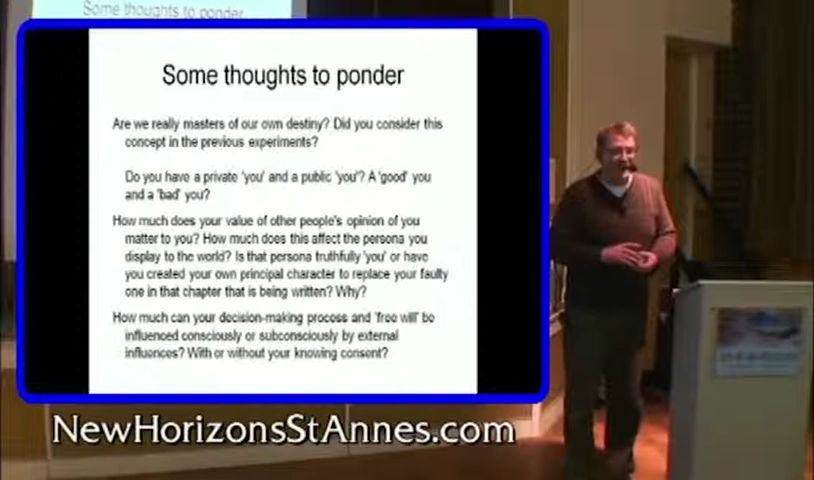 Some thoughts to ponder
Some thoughts to ponder
Are we really masters of our own destiny? Did you consider this
concept in the previous experiments?
Do you have a private 'you' and a public 'you'? A 'good' you
and a 'bad' you?
How much does your value of other people's opinion of you
matter to you? How much does this affect the persona you
display to the world? Is that persona truthfully 'you' or have
you created your own principal character to replace your faulty
one in that chapter that is being written? Why?
How much can your decision-making process and 'free will' be
influenced consciously or subconsciously by external
influences? With or without your knowing consent?
NewHorizonsStAnnes.com